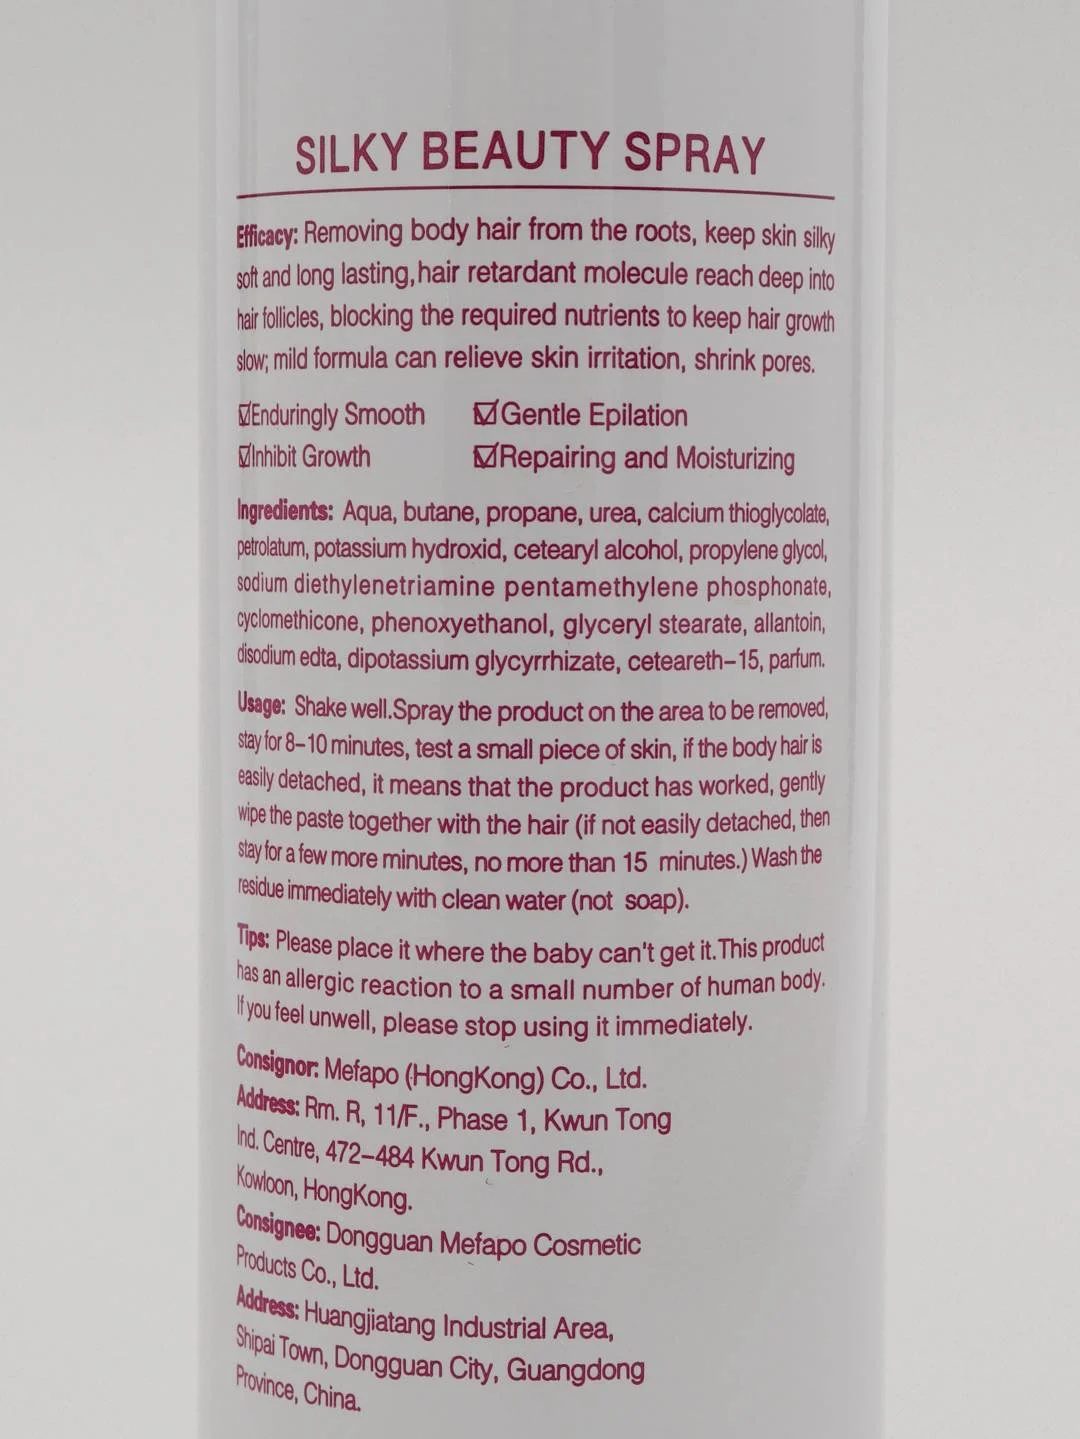 SILKY BEAUTY SPRAY
Efficacy: Removing body hair from the roots, keep skin silky
soft and long lasting,hair retardant molecule reach deep into
hair follicles, blocking the required nutrients to keep hair growth
slow; mild formula can relieve skin irritation, shrink pores.
☑Enduringly Smooth ☑Gentle Epilation
☑Inhibit Growth ☑Repairing and Moisturizing
Ingredients: Aqua, butane, propane, urea, calcium thioglycolate,
petrolatum, potassium hydroxid, cetearyl alcohol, propylene glycol,
sodium diethylenetriamine pentamethylene phosphonate,
cyclomethicone, phenoxyethanol, glyceryl stearate, allantoin,
disodium edta, dipotassium glycyrrhizate, ceteareth-15, parfum.
Usage: Shake well.Spray the product on the area to be removed,
stay for 8-10 minutes, test a small piece of skin, if the body hair is
easily detached, it means that the product has worked, gently
wipe the paste together with the hair (if not easily detached, then
stay for a few more minutes, no more than 15 minutes.) Wash the
residue immediately with clean water (not soap).
Tips: Please place it where the baby can't get it.This product
has an allergic reaction to a small number of human body.
If you feel unwell, please stop using it immediately.
Consignor: Mefapo (HongKong) Co., Ltd.
Address: Rm. R, 11/F., Phase 1, Kwun Tong
Ind. Centre, 472-484 Kwun Tong Rd.,
Kowloon, HongKong.
Consignee: Dongguan Mefapo Cosmetic
Products Co., Ltd.
Address: Huangjiatang Industrial Area,
Shipai Town, Dongguan City, Guangdong
Province, China.